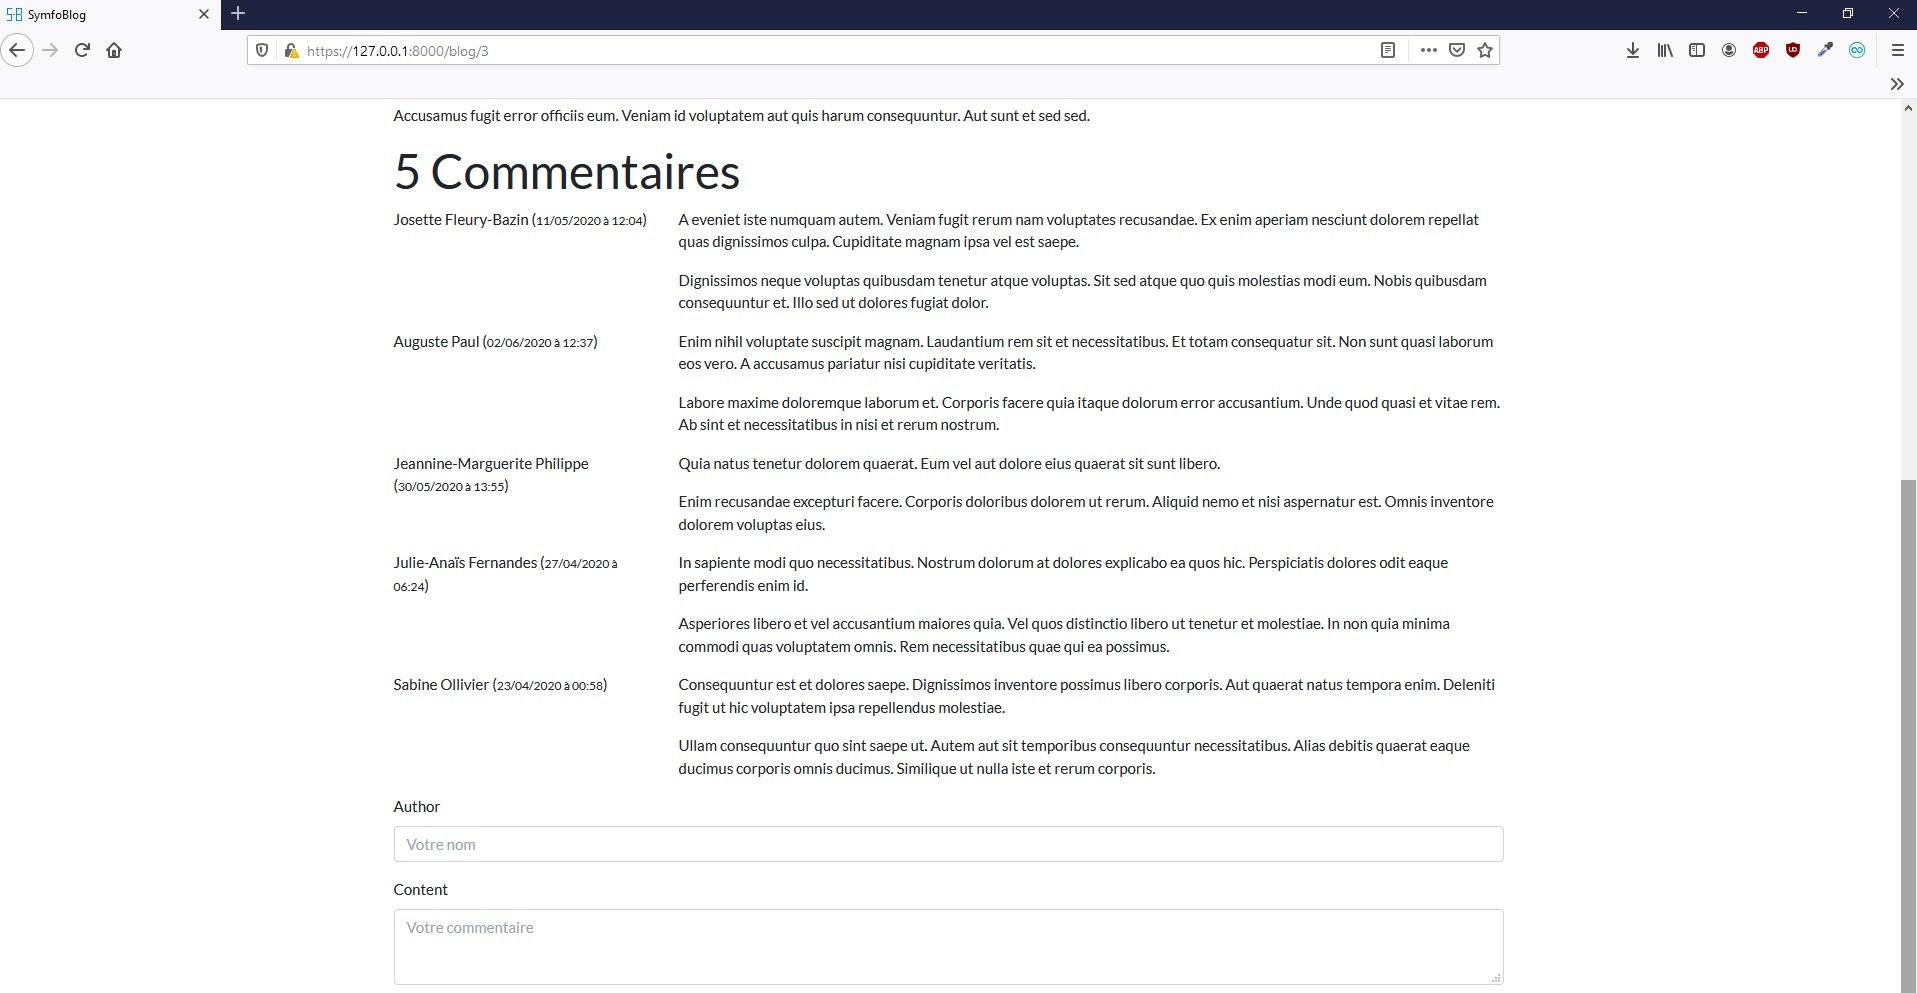 SymfoBlog
https://127.0.0.1:8000/blog/3
ABP
Accusamus fugit error officiis eum. Veniam id voluptatem aut quis harum consequuntur. Aut sunt et sed sed.
5 Commentaires
Josette Fleury-Bazin (11/05/2020 à 12:04)
A eveniet iste numquam autem. Veniam fugit rerum nam voluptates recusandae. Ex enim aperiam nesciunt dolorem repellat
quas dignissimos culpa. Cupiditate magnam ipsa vel est saepe.
Dignissimos neque voluptas quibusdam tenetur atque voluptas. Sit sed atque quo quis molestias modi eum. Nobis quibusdam
consequuntur et. Illo sed ut dolores fugiat dolor.
Auguste Paul (02/06/2020 à 12:37)
Enim nihil voluptate suscipit magnam. Laudantium rem sit et necessitatibus. Et totam consequatur sit. Non sunt quasi laborum
eos vero. A accusamus pariatur nisi cupiditate veritatis.
Labore maxime doloremque laborum et. Corporis facere quia itaque dolorum error accusantium. Unde quod quasi et vitae rem.
Ab sint et necessitatibus in nisi et rerum nostrum.
Jeannine-Marguerite Philippe
(30/05/2020 à 13:55)
Quia natus tenetur dolorem quaerat. Eum vel aut dolore eius quaerat sit sunt libero.
Enim recusandae excepturi facere. Corporis doloribus dolorem ut rerum. Aliquid nemo et nisi aspernatur est. Omnis inventore
dolorem voluptas eius.
Julie-Anaïs Fernandes (27/04/2020 à
06:24)
In sapiente modi quo necessitatibus. Nostrum dolorum at dolores explicabo ea quos hic. Perspiciatis dolores odit eaque
perferendis enim id.
Asperiores libero et vel accusantium maiores quia. Vel quos distinctio libero ut tenetur et molestiae. In non quia minima
commodi quas voluptatem omnis. Rem necessitatibus quae qui ea possimus.
Sabine Ollivier (23/04/2020 à 00:58)
Consequuntur est et dolores saepe. Dignissimos inventore possimus libero corporis. Aut quaerat natus tempora enim. Deleniti
fugit ut hic voluptatem ipsa repellendus molestiae.
Ullam consequuntur quo sint saepe ut. Autem aut sit temporibus consequuntur necessitatibus. Alias debitis quaerat eaque
ducimus corporis omnis ducimus. Similique ut nulla iste et rerum corporis.
Author
Votre nom
Content
Votre commentaire